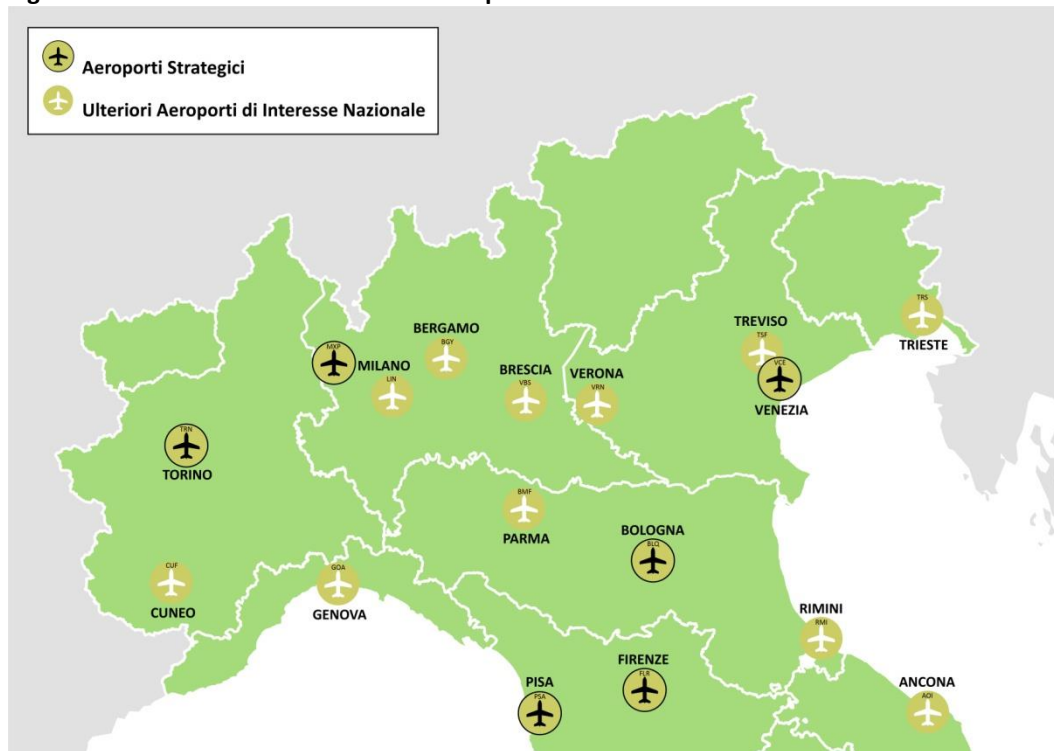 Aeroporti Strategici
Ulteriori Aeroporti di Interesse Nazionale
BERGAMO
BGY
MXP
MILANO
LIN
BRESCIA
VBS
VERONA
VRN
TREVISO
TSF
VCE
VENEZIA
TRS
TRIESTE
TRN
TORINO
BMF
PARMA
BOLOGNA
BLQ
CUF
CUNEO
GOA
GENOVA
RIMINI
RMI
FIRENZE
FLR
PISA
PSA
ANCONA
AOI